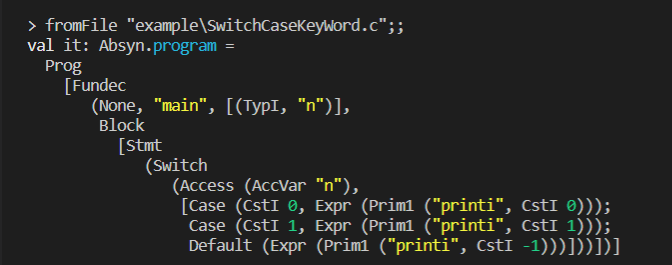 > fromFile "example\SwitchCaseKeyWord.c";;
val it: Absyn.program =
  Prog
    [Fundec
       (None, "main", [(TypI, "n")],
        Block
          [Stmt
             (Switch
                (Access (AccVar "n"),
                 [Case (CstI 0, Expr (Prim1 ("printi", CstI 0)));
                  Case (CstI 1, Expr (Prim1 ("printi", CstI 1)));
                  Default (Expr (Prim1 ("printi", CstI -1)))]))])]